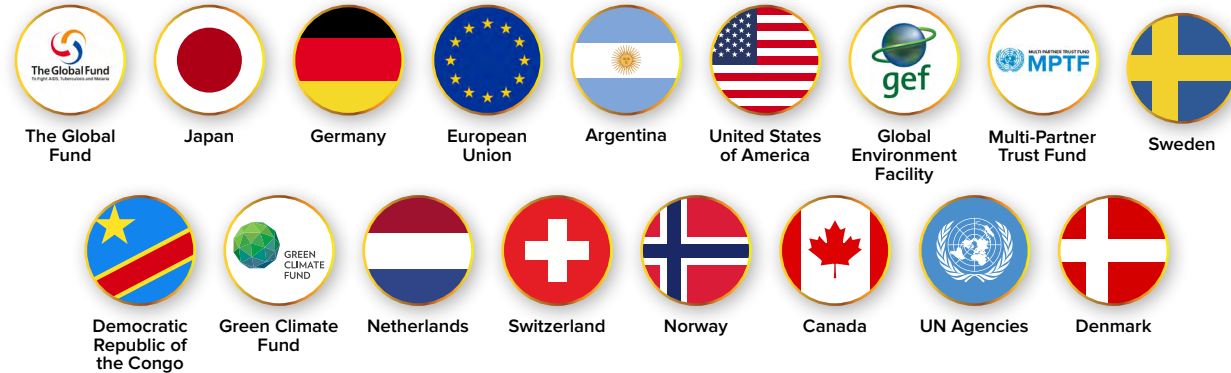 The Global Fund
To Fight AIDS, Tuberculosis and Malaria
gef
MULTI PARTNER TRUST FUND
MPTF
The Global
Fund
Japan
Germany
European
Union
Argentina
United States
of America
Global
Environment
Facility
Multi-Partner
Trust Fund
Sweden
GREEN
CLIMATE
FUND
Democratic
Republic of
the Congo
Green Climate
Fund
Netherlands
Switzerland
Norway
Canada
UN Agencies
Denmark